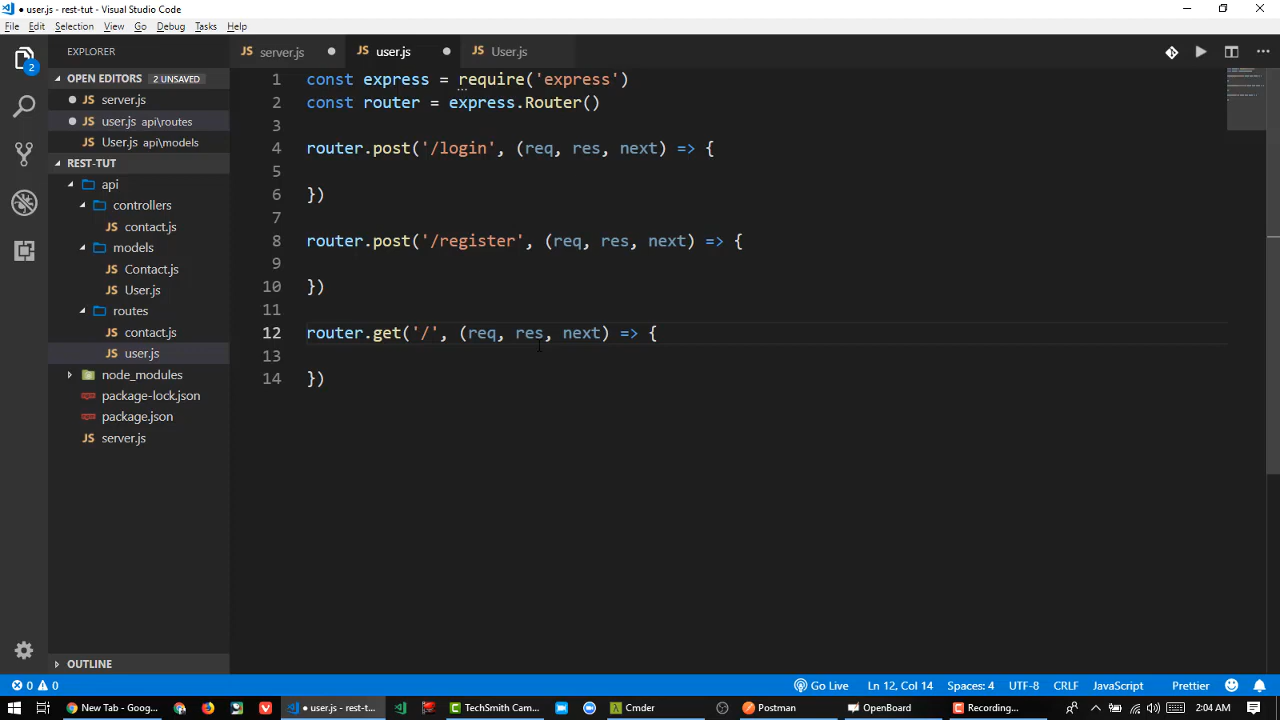 ● user.js - rest-tut - Visual Studio Code
File Edit Selection View Go Debug Tasks Help
EXPLORER
server.js
user.js
User.js
OPEN EDITORS 2 UNSAVED
server.js
user.js api\routes
User.js api\models
REST-TUT
api
controllers
contact.js
models
Contact.js
User.js
routes
contact.js
user.js
node_modules
package-lock.json
package.json
server.js
OUTLINE
2
1 const express = require('express')
2 const router = express.Router()
3
4 router.post('/login', (req, res, next) => {
5
6 })
7
8 router.post('/register', (req, res, next) => {
9
10 })
11
12 router.get('/', (req, res, next) => {
13
14 })
0 0
Go Live Ln 12, Col 14 Spaces: 4 UTF-8 CRLF JavaScript Prettier
New Tab - Goog...
● user.js - rest-t...
TechSmith Cam...
Cmder
Postman
OpenBoard
Recording...
2:04 AM